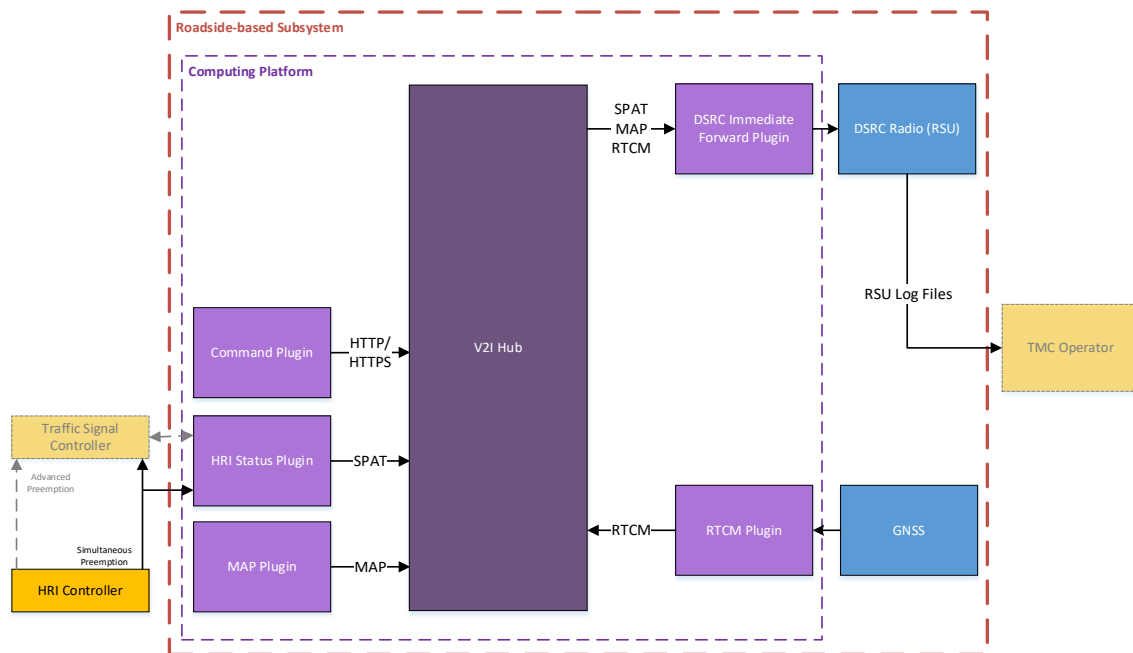 Roadside-based Subsystem
Computing Platform
SPAT
MAP
RTCM
DSRC Immediate
Forward Plugin
DSRC Radio (RSU)
RSU Log Files
TMC Operator
V2I Hub
Command Plugin
HTTP/
HTTPS
Traffic Signal
Controller
HRI Status Plugin
SPAT
Advanced
Preemption
RTCM
RTCM Plugin
GNSS
Simultaneous
Preemption
MAP Plugin
MAP
HRI Controller